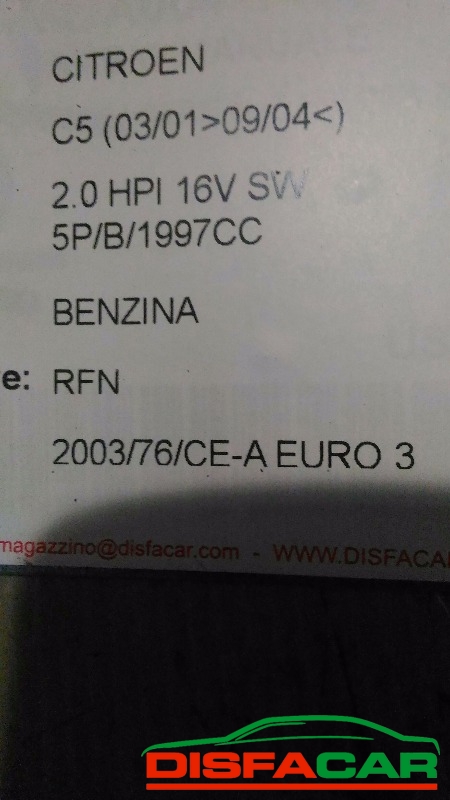 CITROEN
C5 (03/01>09/04<)
2.0 HPI 16V SW
5P/B/1997CC
BENZINA
e: RFN
2003/76/CE-A EURO 3
magazzino@disfacar.com - WWW.DISFACAR
DISFACAR